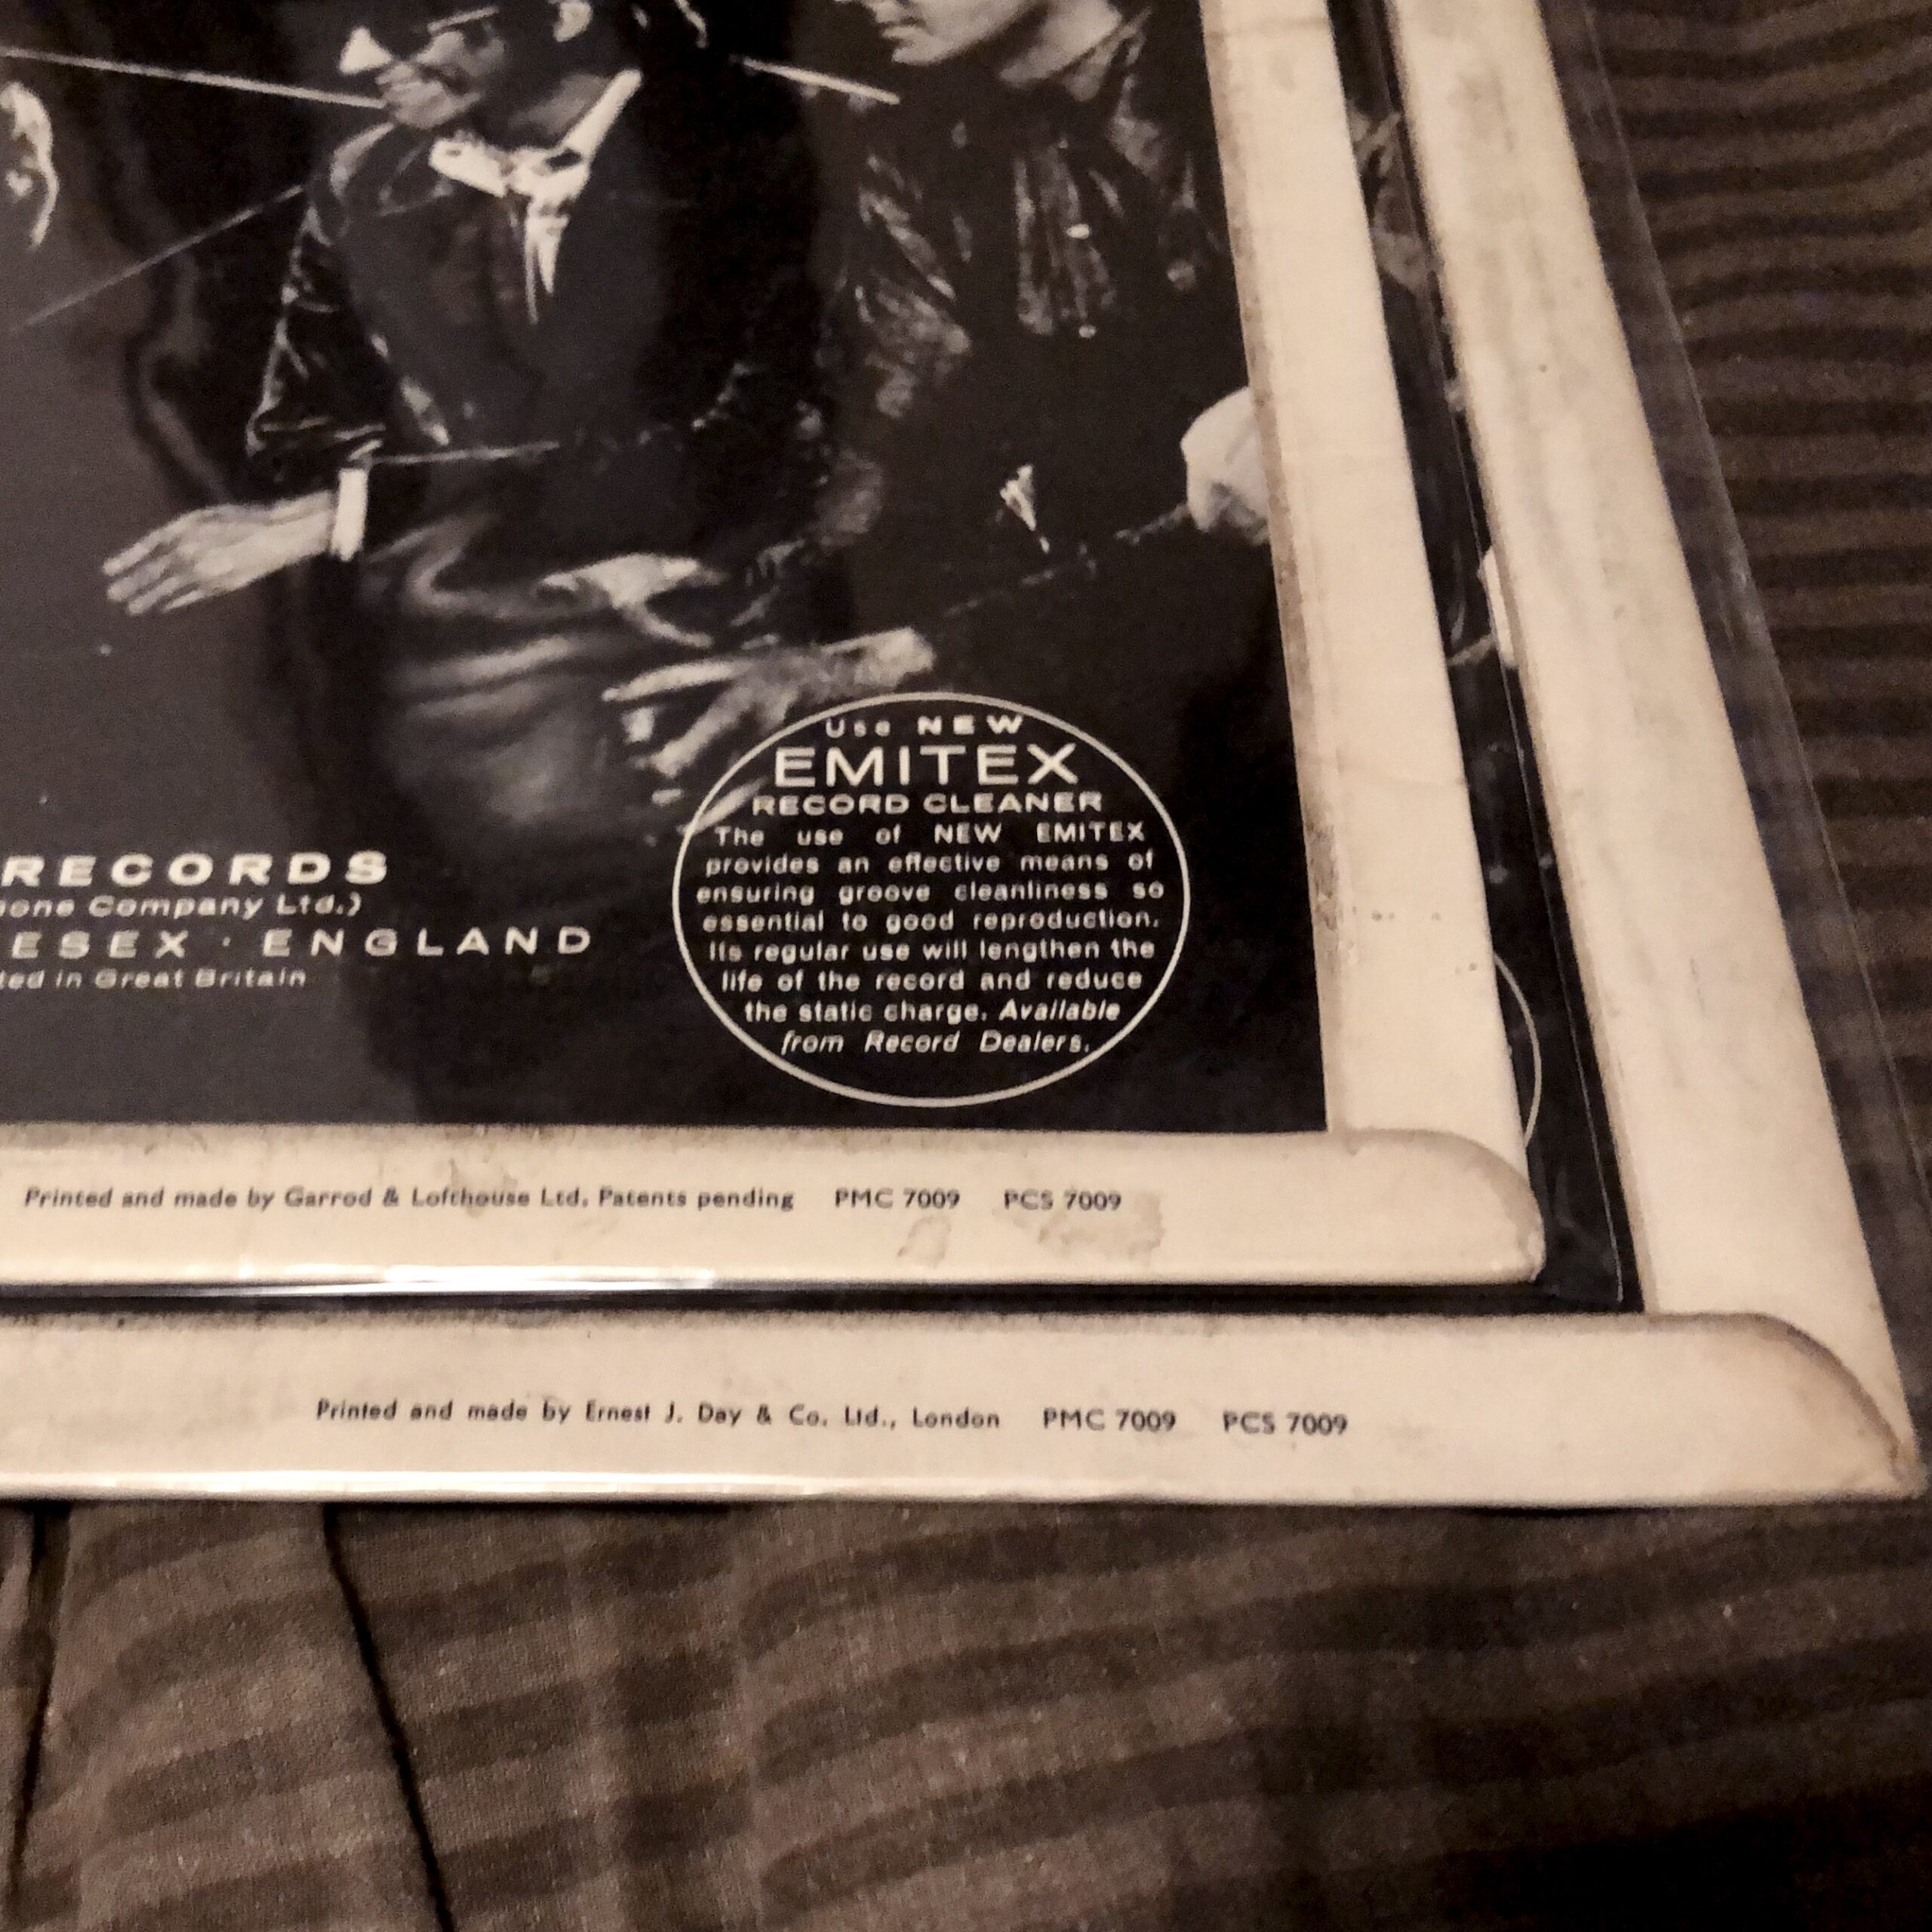 Use NEW
EMITEX
RECORD CLEANER
The use of NEW EMITEX
provides an effective means of
ensuring groove cleanliness so
essential to good reproduction.
Its regular use will lengthen the
life of the record and reduce
the static charge. Available
from Record Dealers.
RECORDS
Company Ltd.)
ENGLAND
in Great Britain
Printed and made by Garrod & Lofthouse Ltd. Patents pending PMC 7009 PCS 7009
Printed and made by Ernest J. Day & Co. Ltd., London PMC 7009 PCS 7009